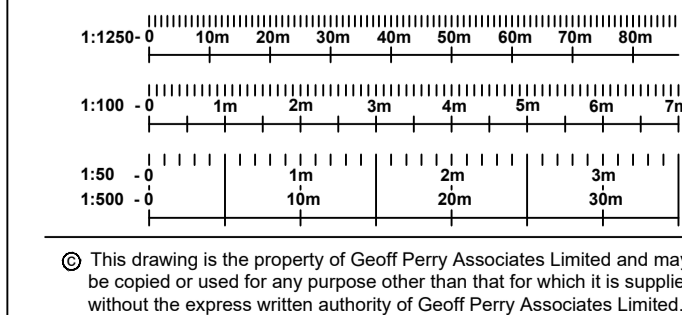 1:1250- 0 10m 20m 30m 40m 50m 60m 70m 80m
1:100 - 0 1m 2m 3m 4m 5m 6m 7m
1:50 - 0 1m 2m 3m
1:500 - 0 10m 20m 30m
© This drawing is the property of Geoff Perry Associates Limited and may
be copied or used for any purpose other than that for which it is supplie
without the express written authority of Geoff Perry Associates Limited.